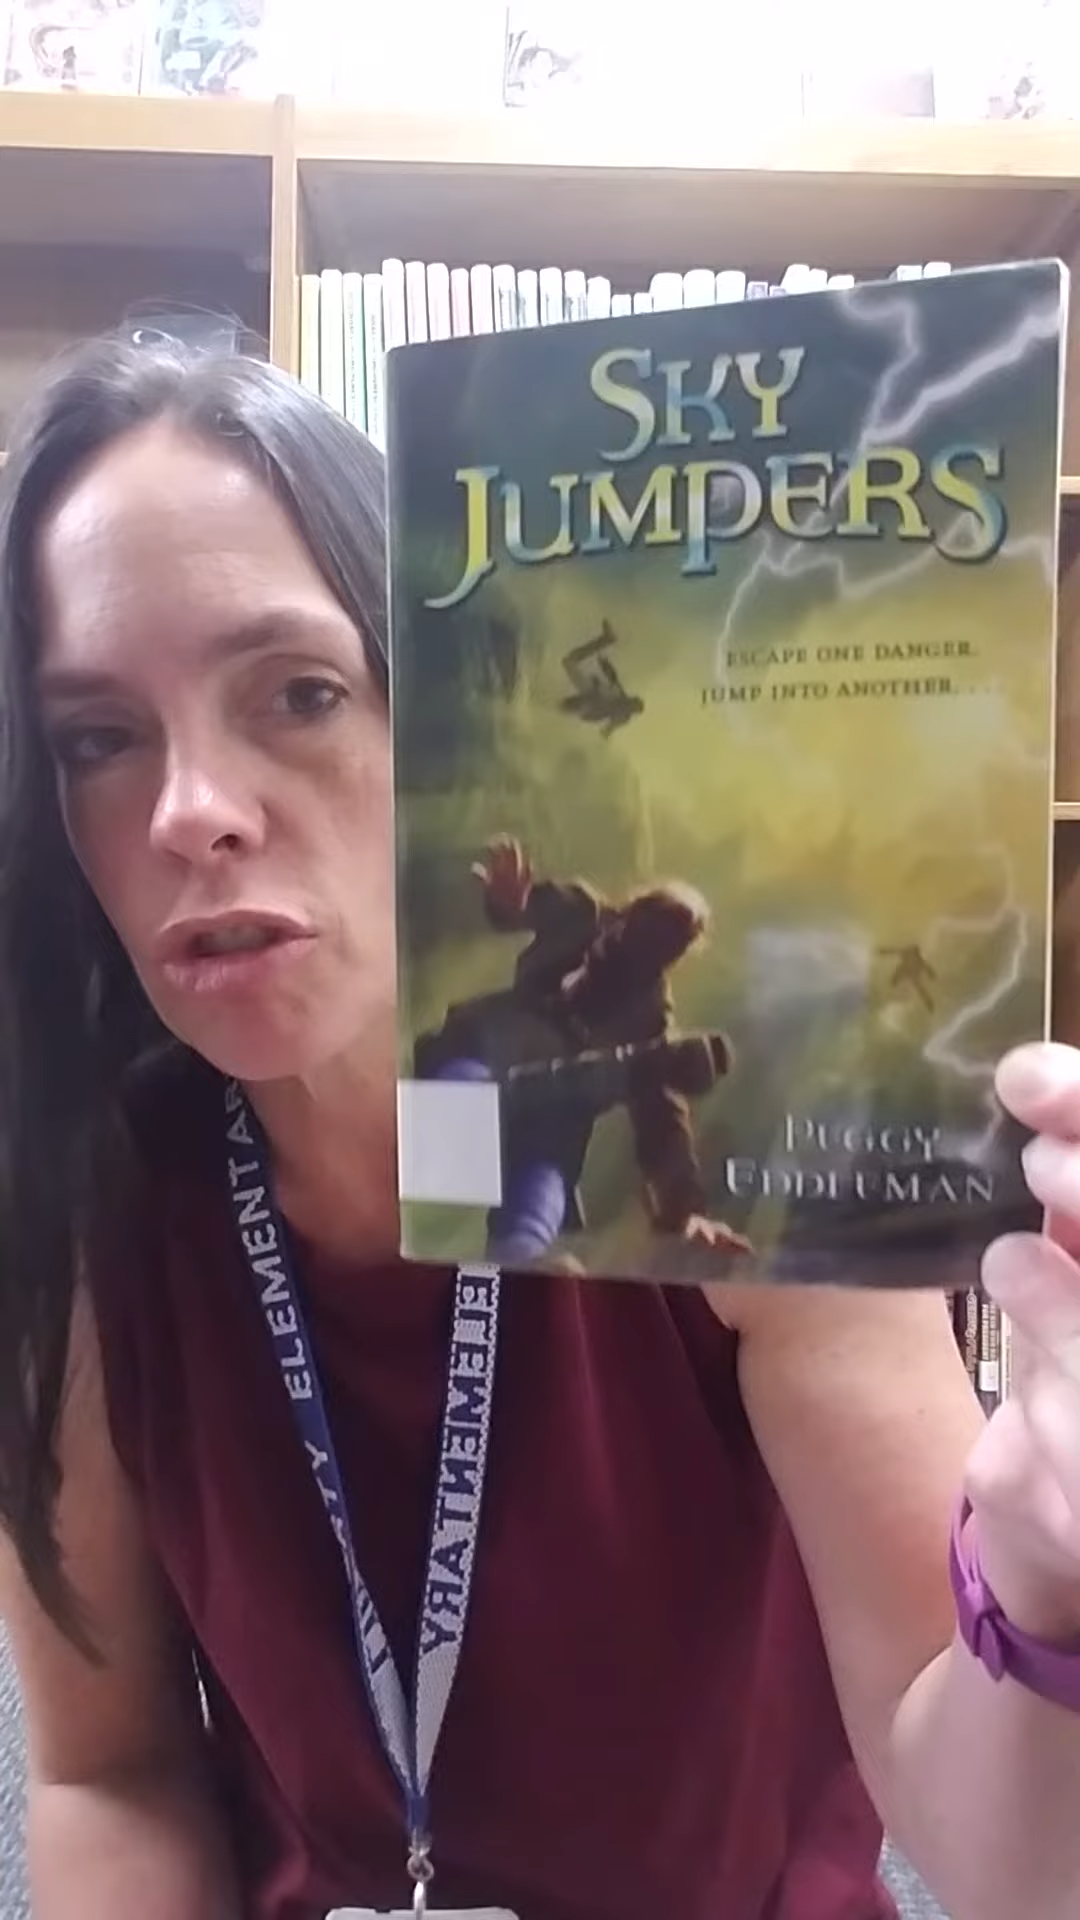 SKY
JUMPERS
ESCAPE ONE DANGER.
JUMP INTO ANOTHER. . . .
PEGGY
EDDLEMAN
ELEMENTARY
ELEMENTARY